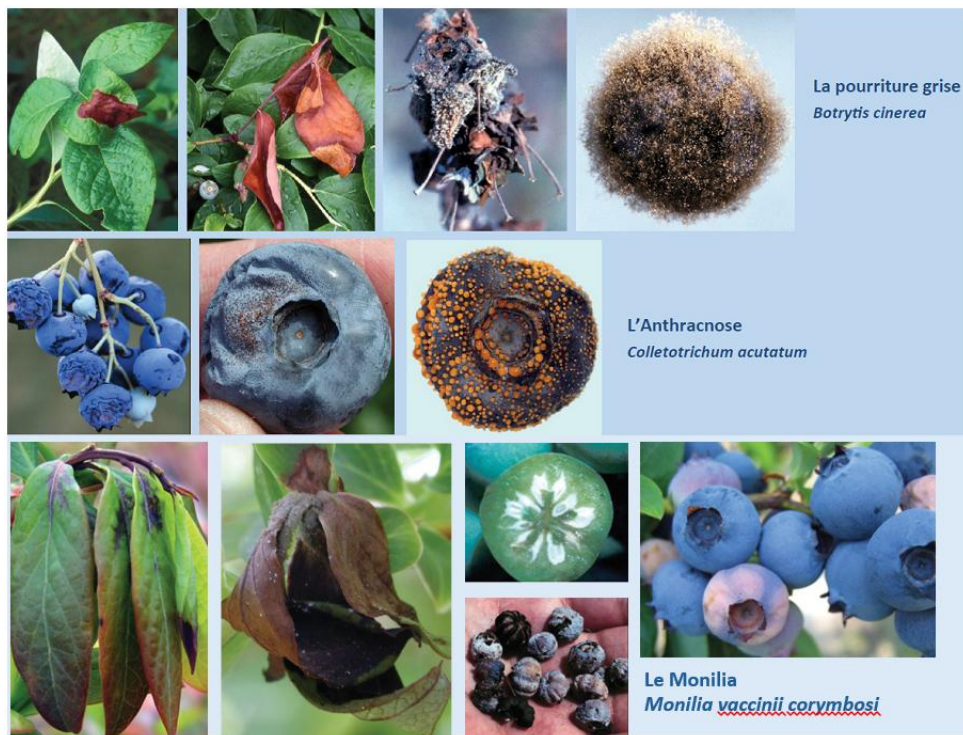 La pourriture grise
Botrytis cinerea
L'Anthracnose
Colletotrichum acutatum
Le Monilia
Monilia vaccinii corymbosi